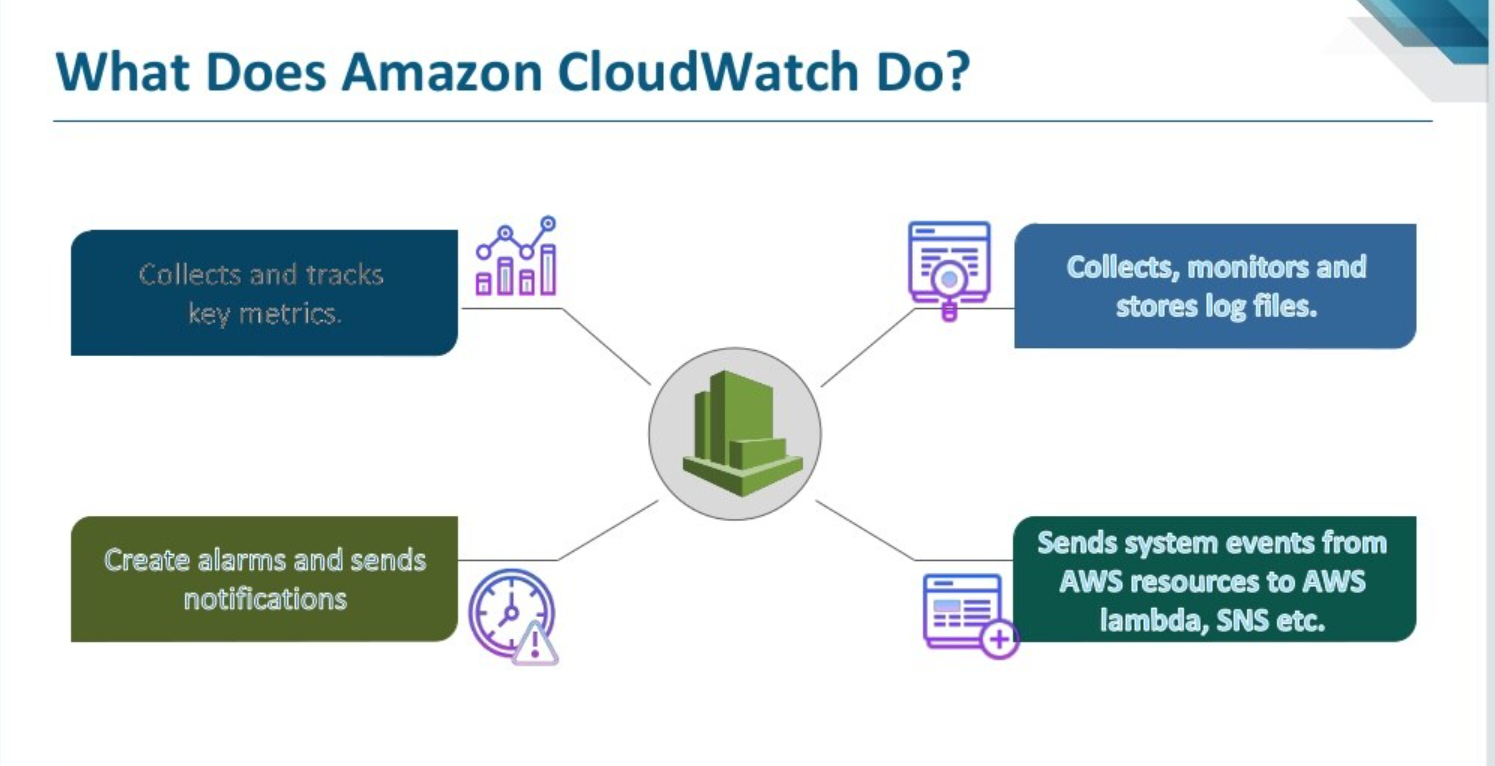 What Does Amazon CloudWatch Do?
Collects and tracks
key metrics.
Collects, monitors and
stores log files.
Create alarms and sends
notifications
Sends system events from
AWS resources to AWS
lambda, SNS etc.